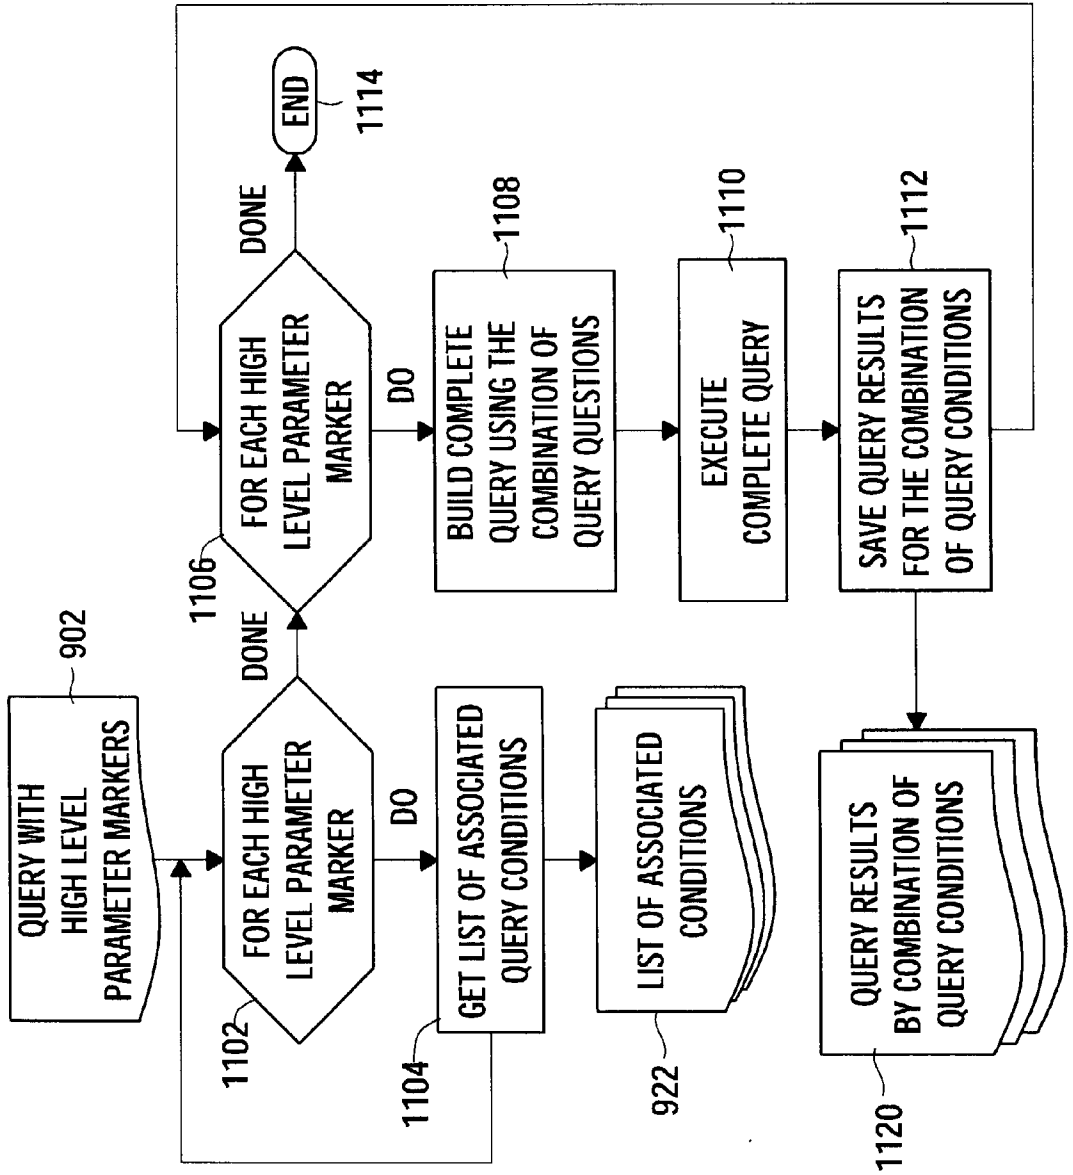 902
QUERY WITH
HIGH LEVEL
PARAMETER MARKERS
1102
FOR EACH HIGH
LEVEL PARAMETER
MARKER
DONE
DO
1104
GET LIST OF ASSOCIATED
QUERY CONDITIONS
922
LIST OF ASSOCIATED
CONDITIONS
1106
FOR EACH HIGH
LEVEL PARAMETER
MARKER
DONE
END
1114
DO
1108
BUILD COMPLETE
QUERY USING THE
COMBINATION OF
QUERY QUESTIONS
1110
EXECUTE
COMPLETE QUERY
1112
SAVE QUERY RESULTS
FOR THE COMBINATION
OF QUERY CONDITIONS
1120
QUERY RESULTS
BY COMBINATION OF
QUERY CONDITIONS